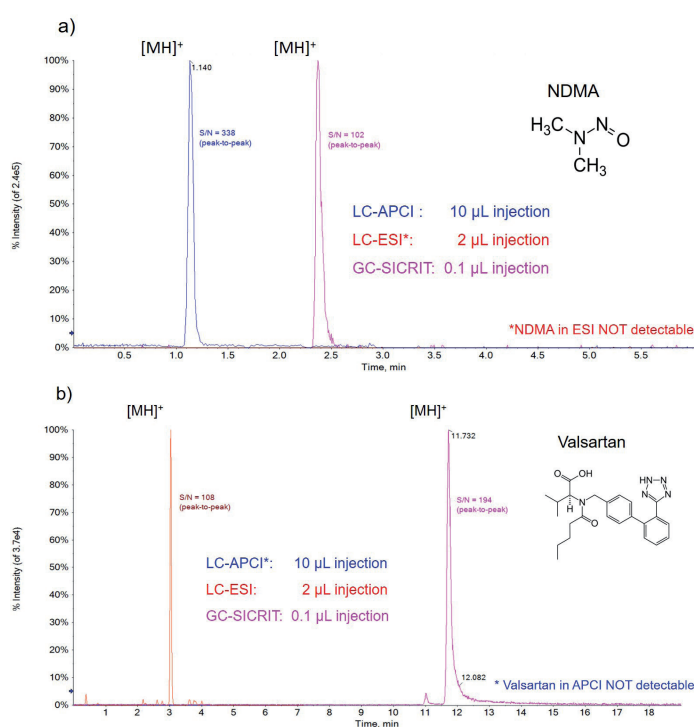 a)
[MH]+
[MH]+
100%
90%
80%
70%
60%
50%
40%
30%
20%
10%
0%
% Intensity (of 2.4e5)
1.140
S/N = 338
(peak-to-peak)
S/N = 102
(peak-to-peak)
NDMA
H₃C
N
N
O
CH₃
LC-APCI : 10 µL injection
LC-ESI*: 2 µL injection
GC-SICRIT: 0.1 µL injection
*NDMA in ESI NOT detectable
0.5 1.0 1.5 2.0 2.5 3.0 3.5 4.0 4.5 5.0 5.5
Time, min
b)
[MH]+
[MH]+
100%
90%
80%
70%
60%
50%
40%
30%
20%
10%
0%
% Intensity (of 3.7e4)
11.732
S/N = 108
(peak-to-peak)
S/N = 194
(peak-to-peak)
Valsartan
O
OH
H
N
O
HN
N
N
N
LC-APCI*: 10 µL injection
LC-ESI: 2 µL injection
GC-SICRIT: 0.1 µL injection
12.082
* Valsartan in APCI NOT detectable
1 2 3 4 5 6 7 8 9 10 11 12 13 14 15 16 17 18
Time, min